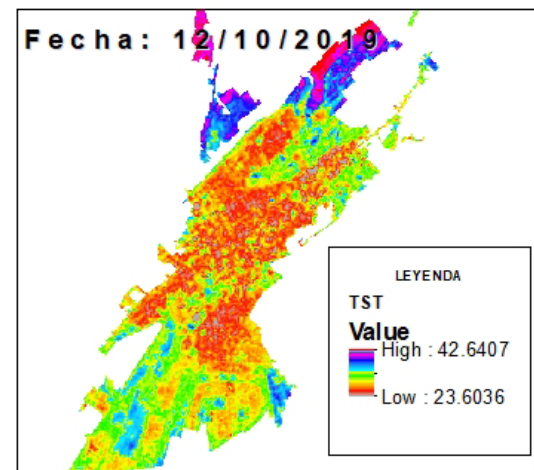 Fecha: 12/10/2019
LEYENDA
TST
Value
High : 42.6407
Low : 23.6036